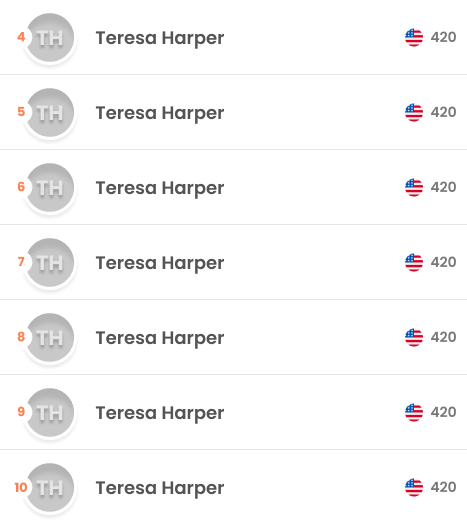 4 TH Teresa Harper 420
5 TH Teresa Harper 420
6 TH Teresa Harper 420
7 TH Teresa Harper 420
8 TH Teresa Harper 420
9 TH Teresa Harper 420
10 TH Teresa Harper 420